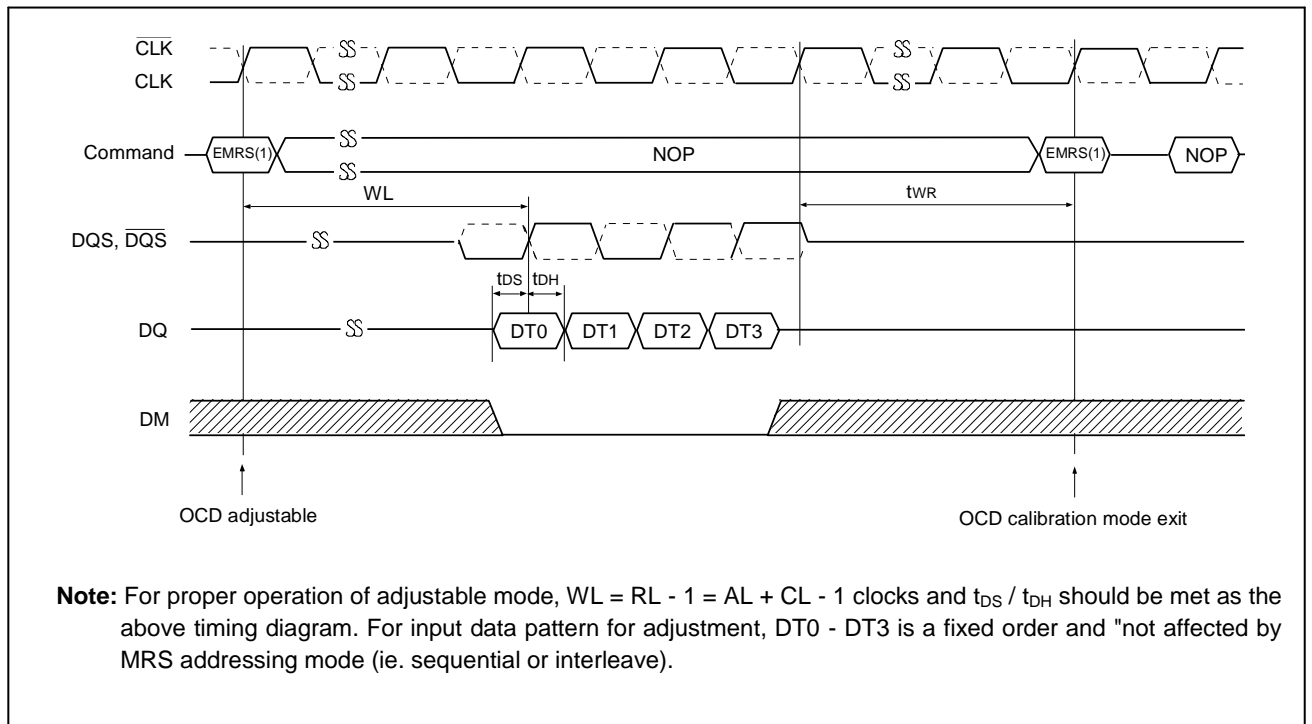 CLK
CLK
Command
EMRS(1)
NOP
EMRS(1)
NOP
WL
tWR
DQS, DQS
tDS
tDH
DQ
DT0
DT1
DT2
DT3
DM
OCD adjustable
OCD calibration mode exit
Note: For proper operation of adjustable mode, WL = RL - 1 = AL + CL - 1 clocks and tDS / tDH should be met as the
above timing diagram. For input data pattern for adjustment, DT0 - DT3 is a fixed order and "not affected by
MRS addressing mode (ie. sequential or interleave).